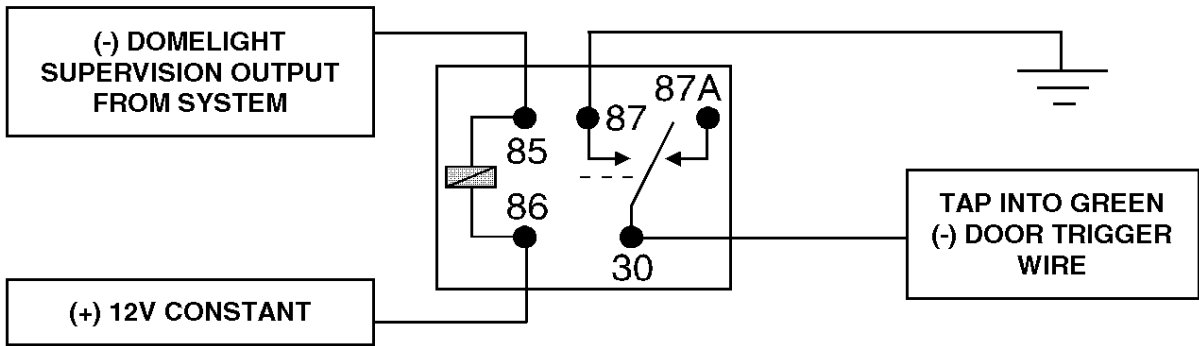 (-) DOMELIGHT
SUPERVISION OUTPUT
FROM SYSTEM
87A
87
85
86
30
TAP INTO GREEN
(-) DOOR TRIGGER
WIRE
(+) 12V CONSTANT